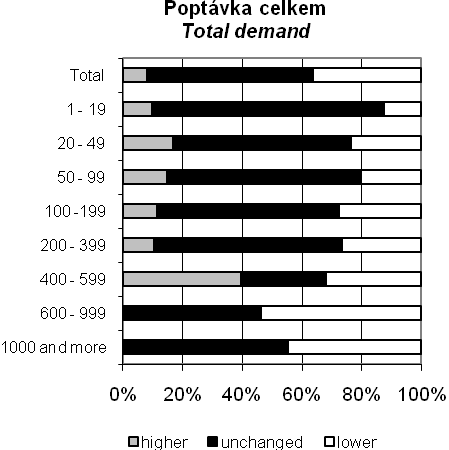 Poptávka celkem
Total demand
Total
1 - 19
20 - 49
50 - 99
100 -199
200 - 399
400 - 599
600 - 999
1000 and more
0% 20% 40% 60% 80% 100%
higher unchanged lower